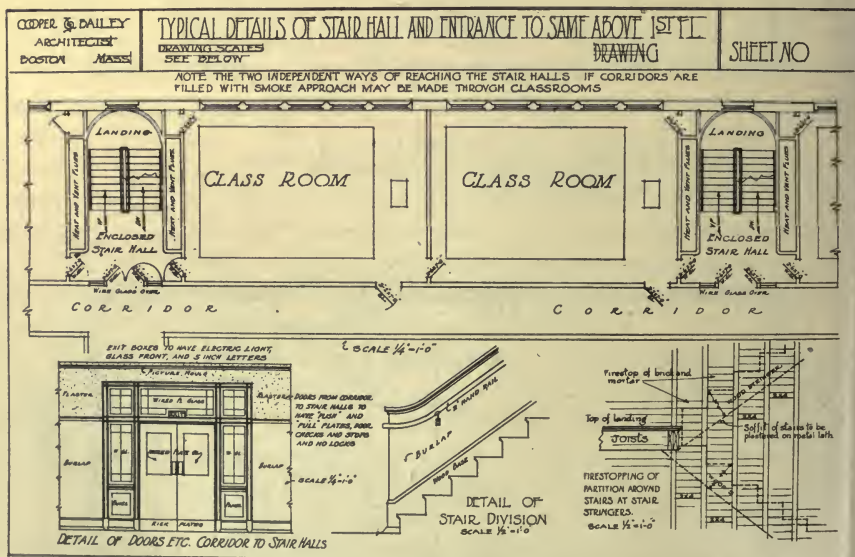 COOPER & BAILEY
ARCHITECTS
BOSTON MASS
TYPICAL DETAILS OF STAIR HALL AND ENTRANCE TO SAME ABOVE 1ST FL
DRAWING SCALES
SEE BELOW
DRAWING
SHEET NO
NOTE THE TWO INDEPENDENT WAYS OF REACHING THE STAIR HALLS IF CORRIDORS ARE
FILLED WITH SMOKE APPROACH MAY BE MADE THROVGH CLASSROOMS
LANDING
HEAT AND VENT FLUES
HEAT AND VENT FLUES
UP
DN
ENCLOSED
STAIR HALL
CLASS ROOM
CLASS ROOM
LANDING
HEAT AND VENT FLUES
HEAT AND VENT FLUES
UP
DN
ENCLOSED
STAIR HALL
WIRE GLASS OVER
WIRE GLASS OVER
CORRIDOR
CORRIDOR
SCALE ¼"=1'-0"
EXIT BOXES TO HAVE ELECTRIC LIGHT,
GLASS FRONT, AND 5 INCH LETTERS
PICTURE MOULD
PLASTER
PLASTER
WIRED PL GLASS
BURLAP
BURLAP
KICK PLATES
DOORS FROM CORRIDOR
TO STAIR HALLS TO
HAVE "PUSH" AND
"PULL" PLATES, DOOR
CHECKS AND STOPS
AND NO LOCKS
SCALE ¼"=1'-0"
DETAIL OF DOORS ETC. CORRIDOR TO STAIR HALLS
HAND RAIL
BURLAP
WOOD BASE
DETAIL OF
STAIR DIVISION
SCALE ½"=1'-0"
Firestop of brick and
mortar
Top of landing
JOISTS
Soffit of stairs to be
plastered on metal lath
FIRESTOPPING OF
PARTITION AROVND
STAIRS AT STAIR
STRINGERS.
SCALE ½"=1'-0"